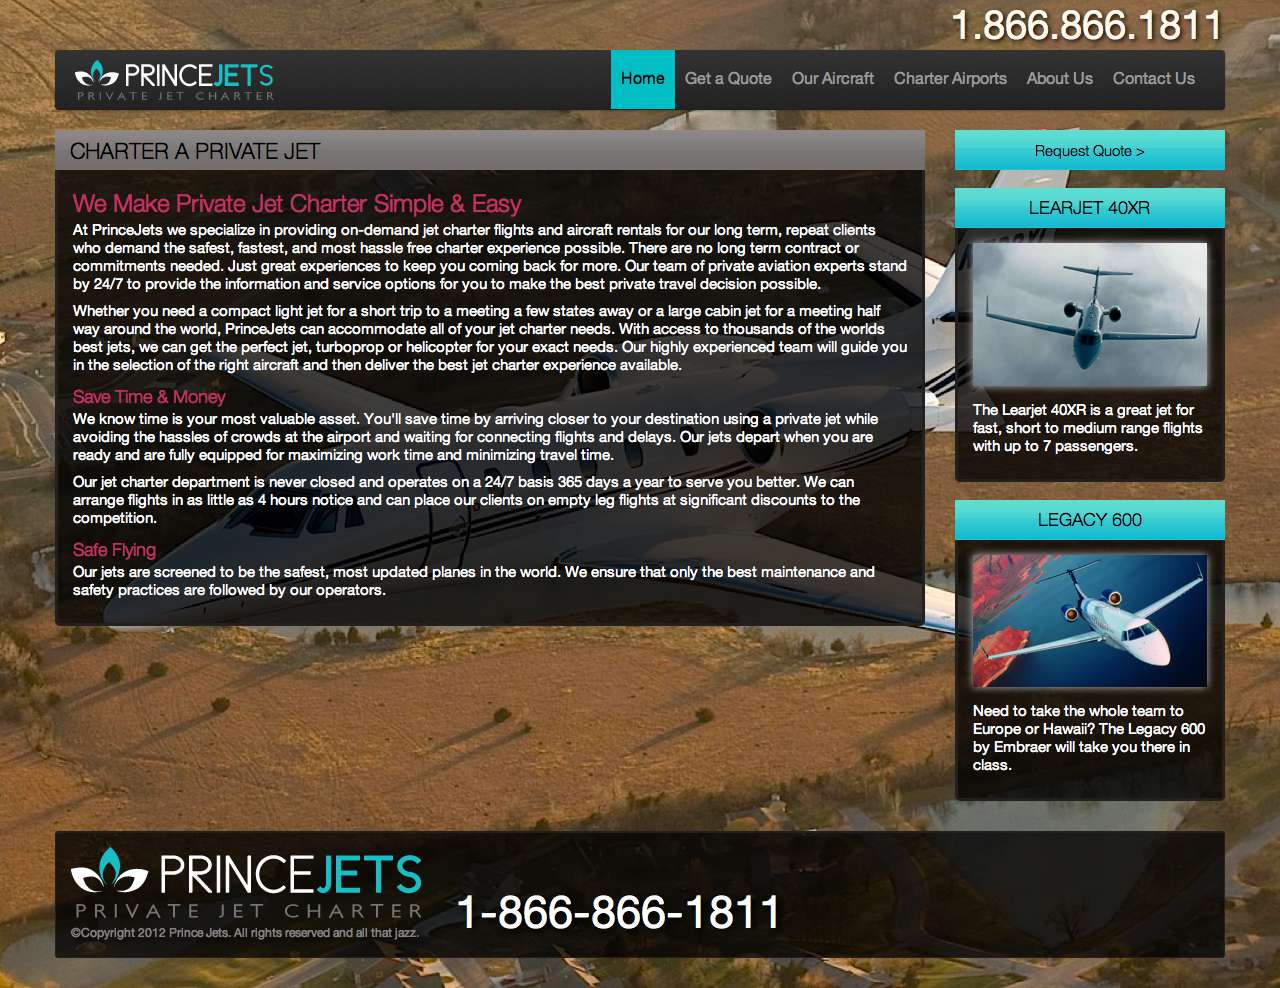 1.866.866.1811
PRINCEJETS
PRIVATE JET CHARTER
Home Get a Quote Our Aircraft Charter Airports About Us Contact Us
CHARTER A PRIVATE JET
We Make Private Jet Charter Simple & Easy
At PrinceJets we specialize in providing on-demand jet charter flights and aircraft rentals for our long term, repeat clients
who demand the safest, fastest, and most hassle free charter experience possible. There are no long term contract or
commitments needed. Just great experiences to keep you coming back for more. Our team of private aviation experts stand
by 24/7 to provide the information and service options for you to make the best private travel decision possible.
Whether you need a compact light jet for a short trip to a meeting a few states away or a large cabin jet for a meeting half
way around the world, PrinceJets can accommodate all of your jet charter needs. With access to thousands of the worlds
best jets, we can get the perfect jet, turboprop or helicopter for your exact needs. Our highly experienced team will guide you
in the selection of the right aircraft and then deliver the best jet charter experience available.
Save Time & Money
We know time is your most valuable asset. You'll save time by arriving closer to your destination using a private jet while
avoiding the hassles of crowds at the airport and waiting for connecting flights and delays. Our jets depart when you are
ready and are fully equipped for maximizing work time and minimizing travel time.
Our jet charter department is never closed and operates on a 24/7 basis 365 days a year to serve you better. We can
arrange flights in as little as 4 hours notice and can place our clients on empty leg flights at significant discounts to the
competition.
Safe Flying
Our jets are screened to be the safest, most updated planes in the world. We ensure that only the best maintenance and
safety practices are followed by our operators.
Request Quote >
LEARJET 40XR
The Learjet 40XR is a great jet for
fast, short to medium range flights
with up to 7 passengers.
LEGACY 600
Need to take the whole team to
Europe or Hawaii? The Legacy 600
by Embraer will take you there in
class.
PRINCEJETS
PRIVATE JET CHARTER
©Copyright 2012 Prince Jets. All rights reserved and all that jazz.
1-866-866-1811